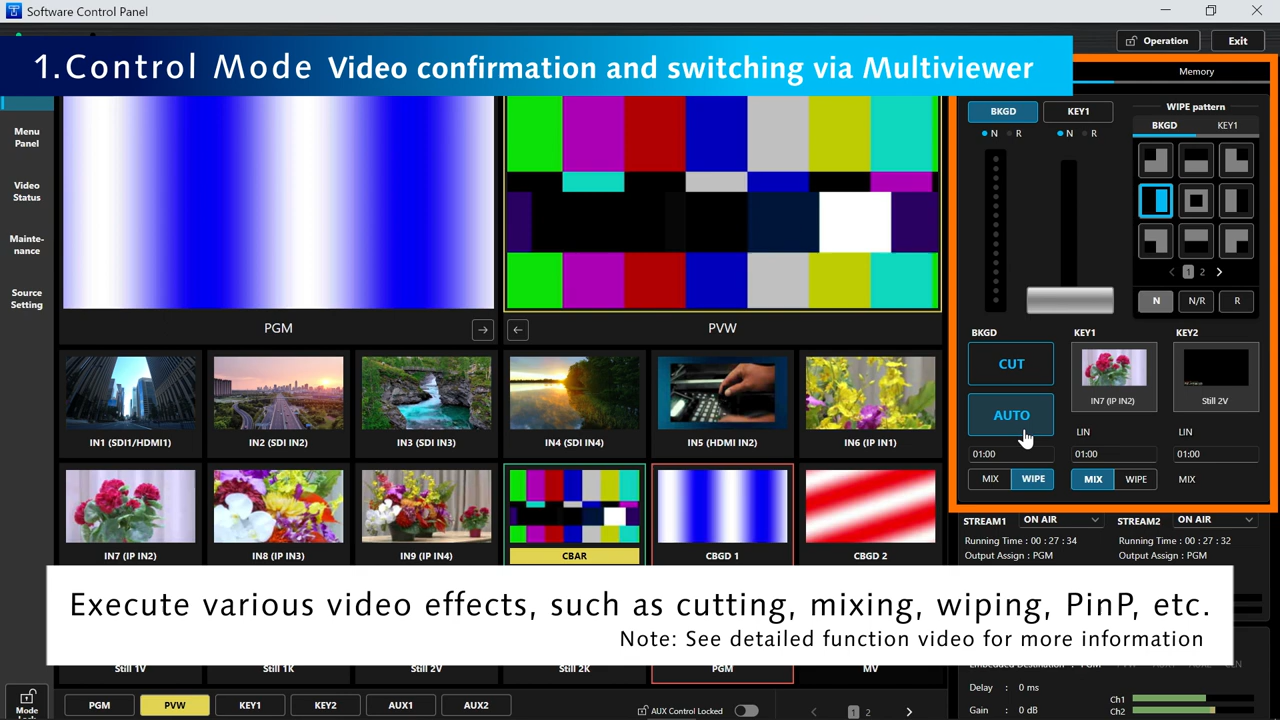 Software Control Panel
Operation
Exit
1.Control Mode Video confirmation and switching via Multiviewer
Memory
Menu
Panel
Video
Status
Mainte-
nance
Source
Setting
BKGD
KEY1
N R
N R
WIPE pattern
BKGD
KEY1
1 2
N
N/R
R
PGM
PVW
BKGD
KEY1
KEY2
CUT
AUTO
IN7 (IP IN2)
Still 2V
LIN
LIN
01:00
01:00
01:00
MIX
WIPE
MIX
WIPE
MIX
IN1 (SDI1/HDMI1)
IN2 (SDI IN2)
IN3 (SDI IN3)
IN4 (SDI IN4)
IN5 (HDMI IN2)
IN6 (IP IN1)
IN7 (IP IN2)
IN8 (IP IN3)
IN9 (IP IN4)
CBAR
CBGD 1
CBGD 2
STREAM1
ON AIR
STREAM2
ON AIR
Running Time : 00 : 27 : 34
Running Time : 00 : 27 : 32
Output Assign : PGM
Output Assign : PGM
Execute various video effects, such as cutting, mixing, wiping, PinP, etc.
Note: See detailed function video for more information
Still 1V
Still 1K
Still 2V
Still 2K
PGM
MV
Delay : 0 ms
Gain : 0 dB
Ch1
Ch2
Mode
PGM
PVW
KEY1
KEY2
AUX1
AUX2
AUX Control Locked
1 2